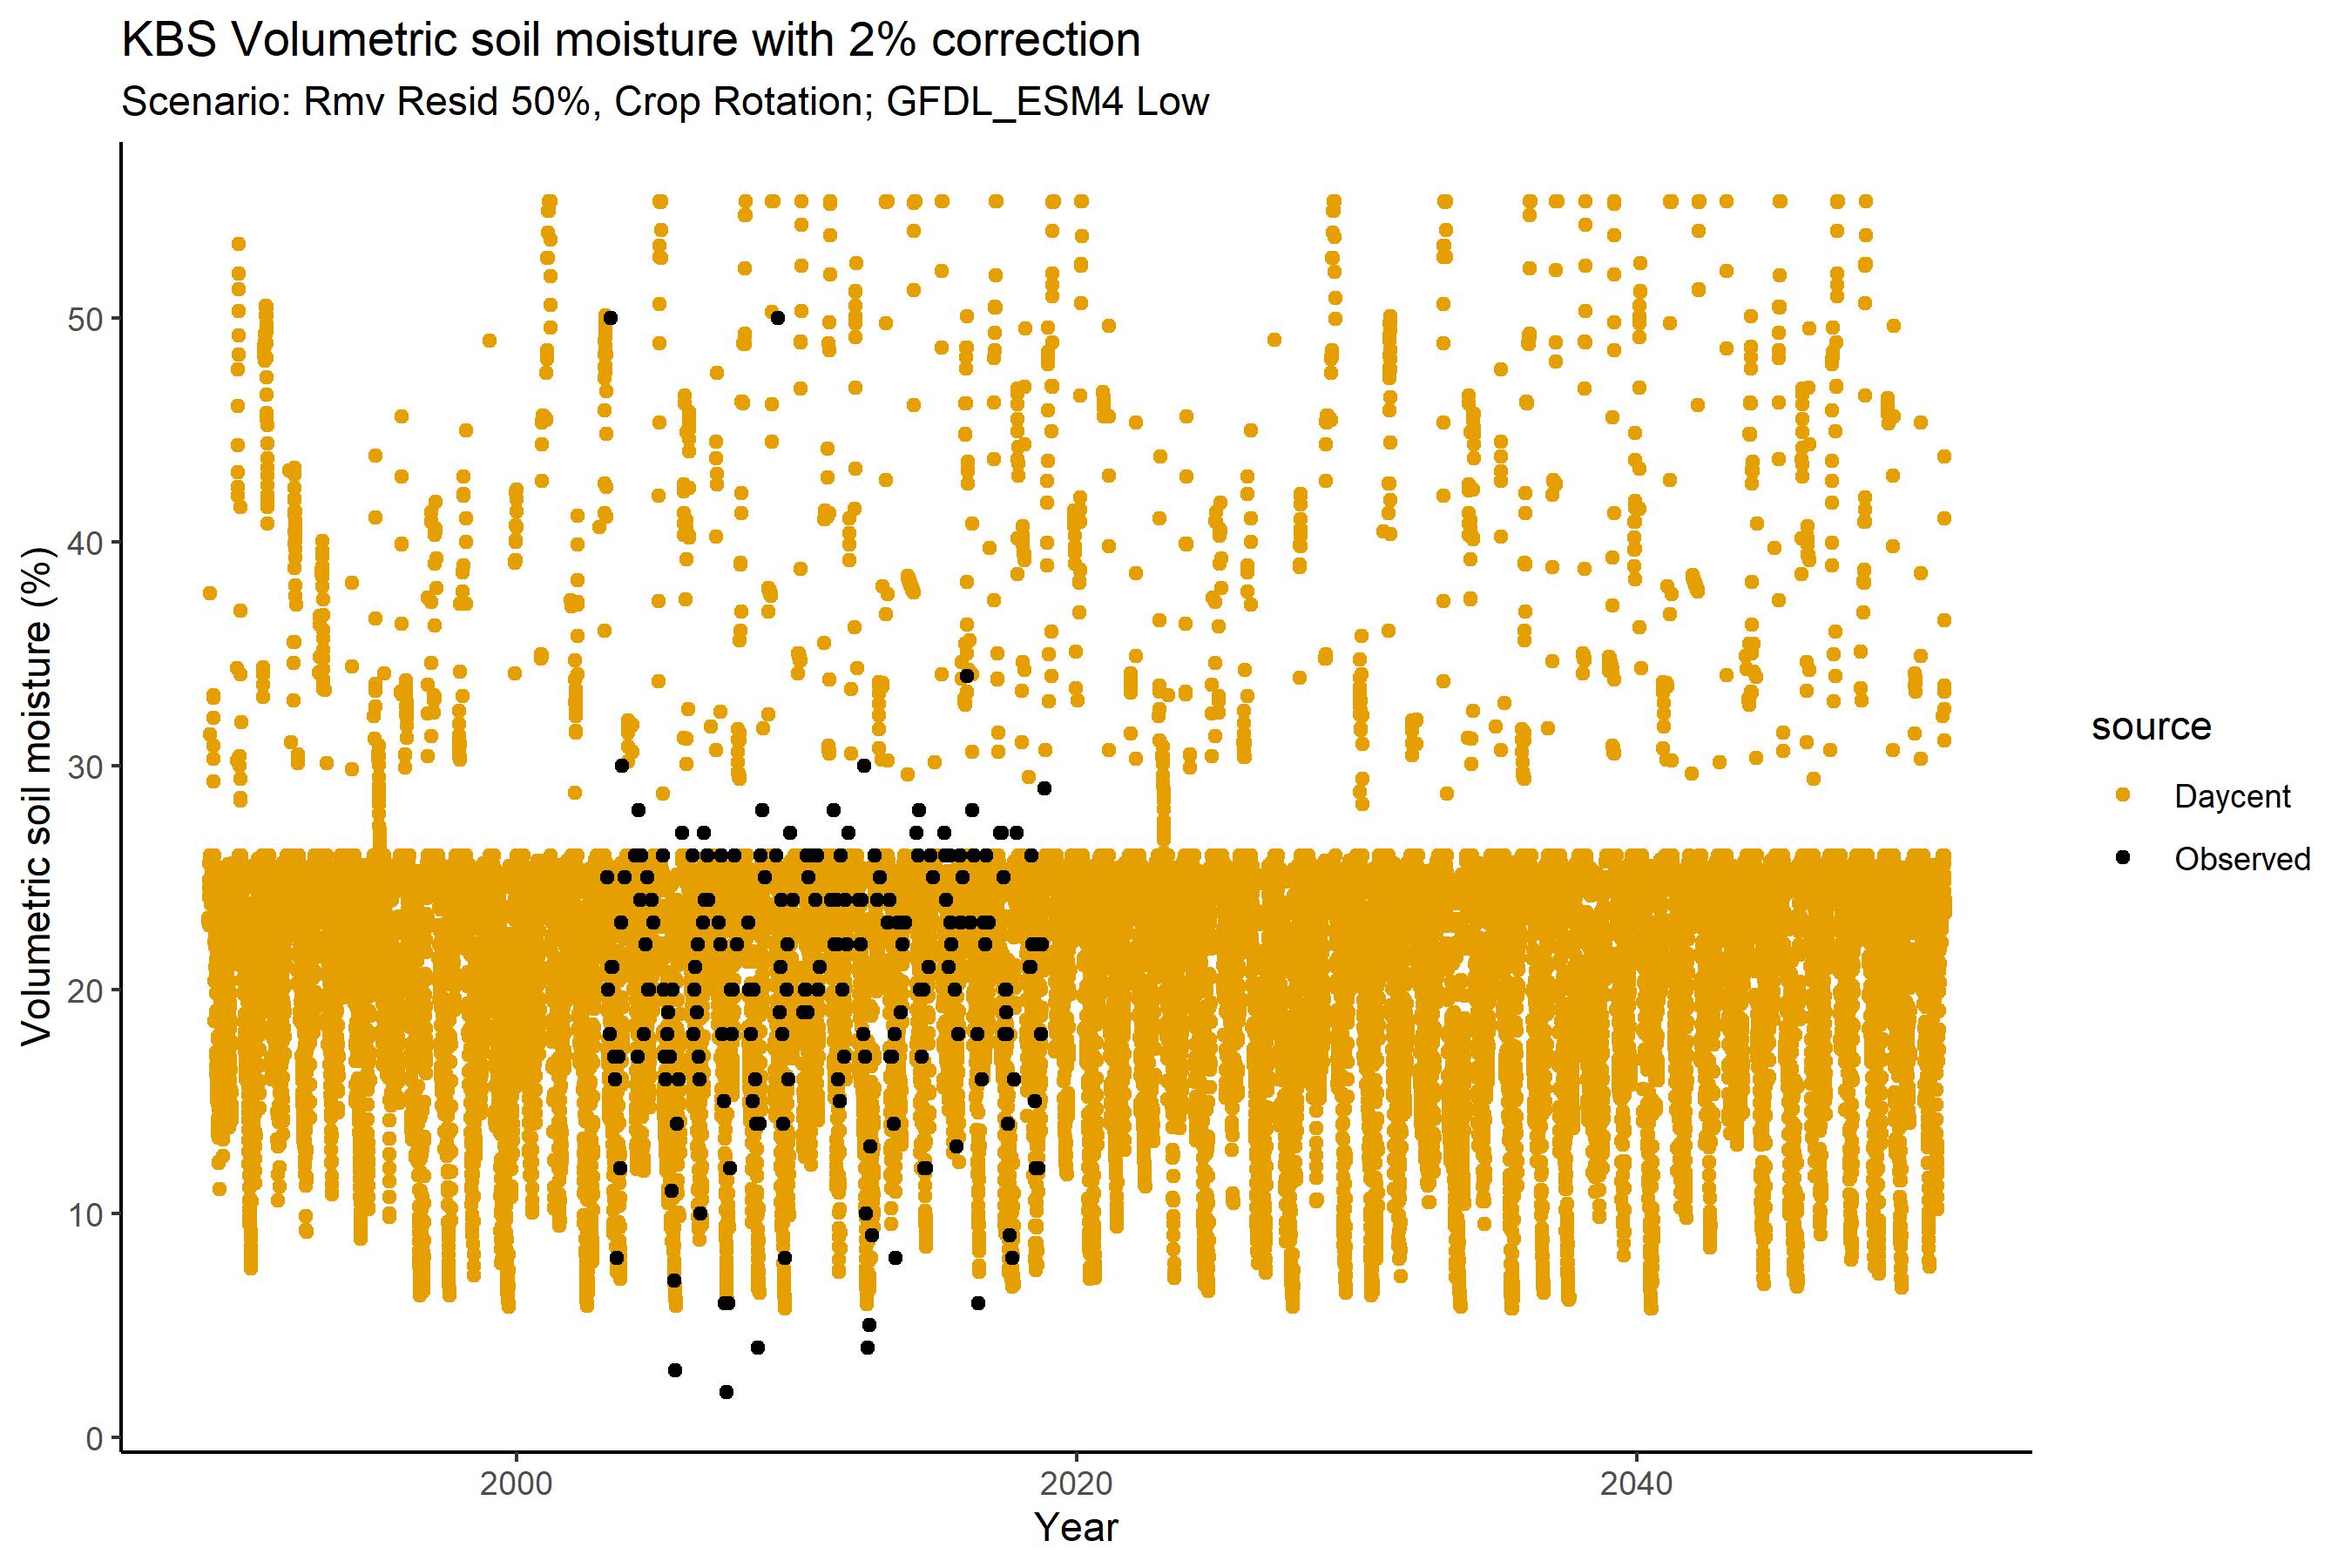 KBS Volumetric soil moisture with 2% correction
Scenario: Rmv Resid 50%, Crop Rotation; GFDL_ESM4 Low
Volumetric soil moisture (%)
50
40
30
20
10
0
2000
2020
2040
Year
source
Daycent
Observed